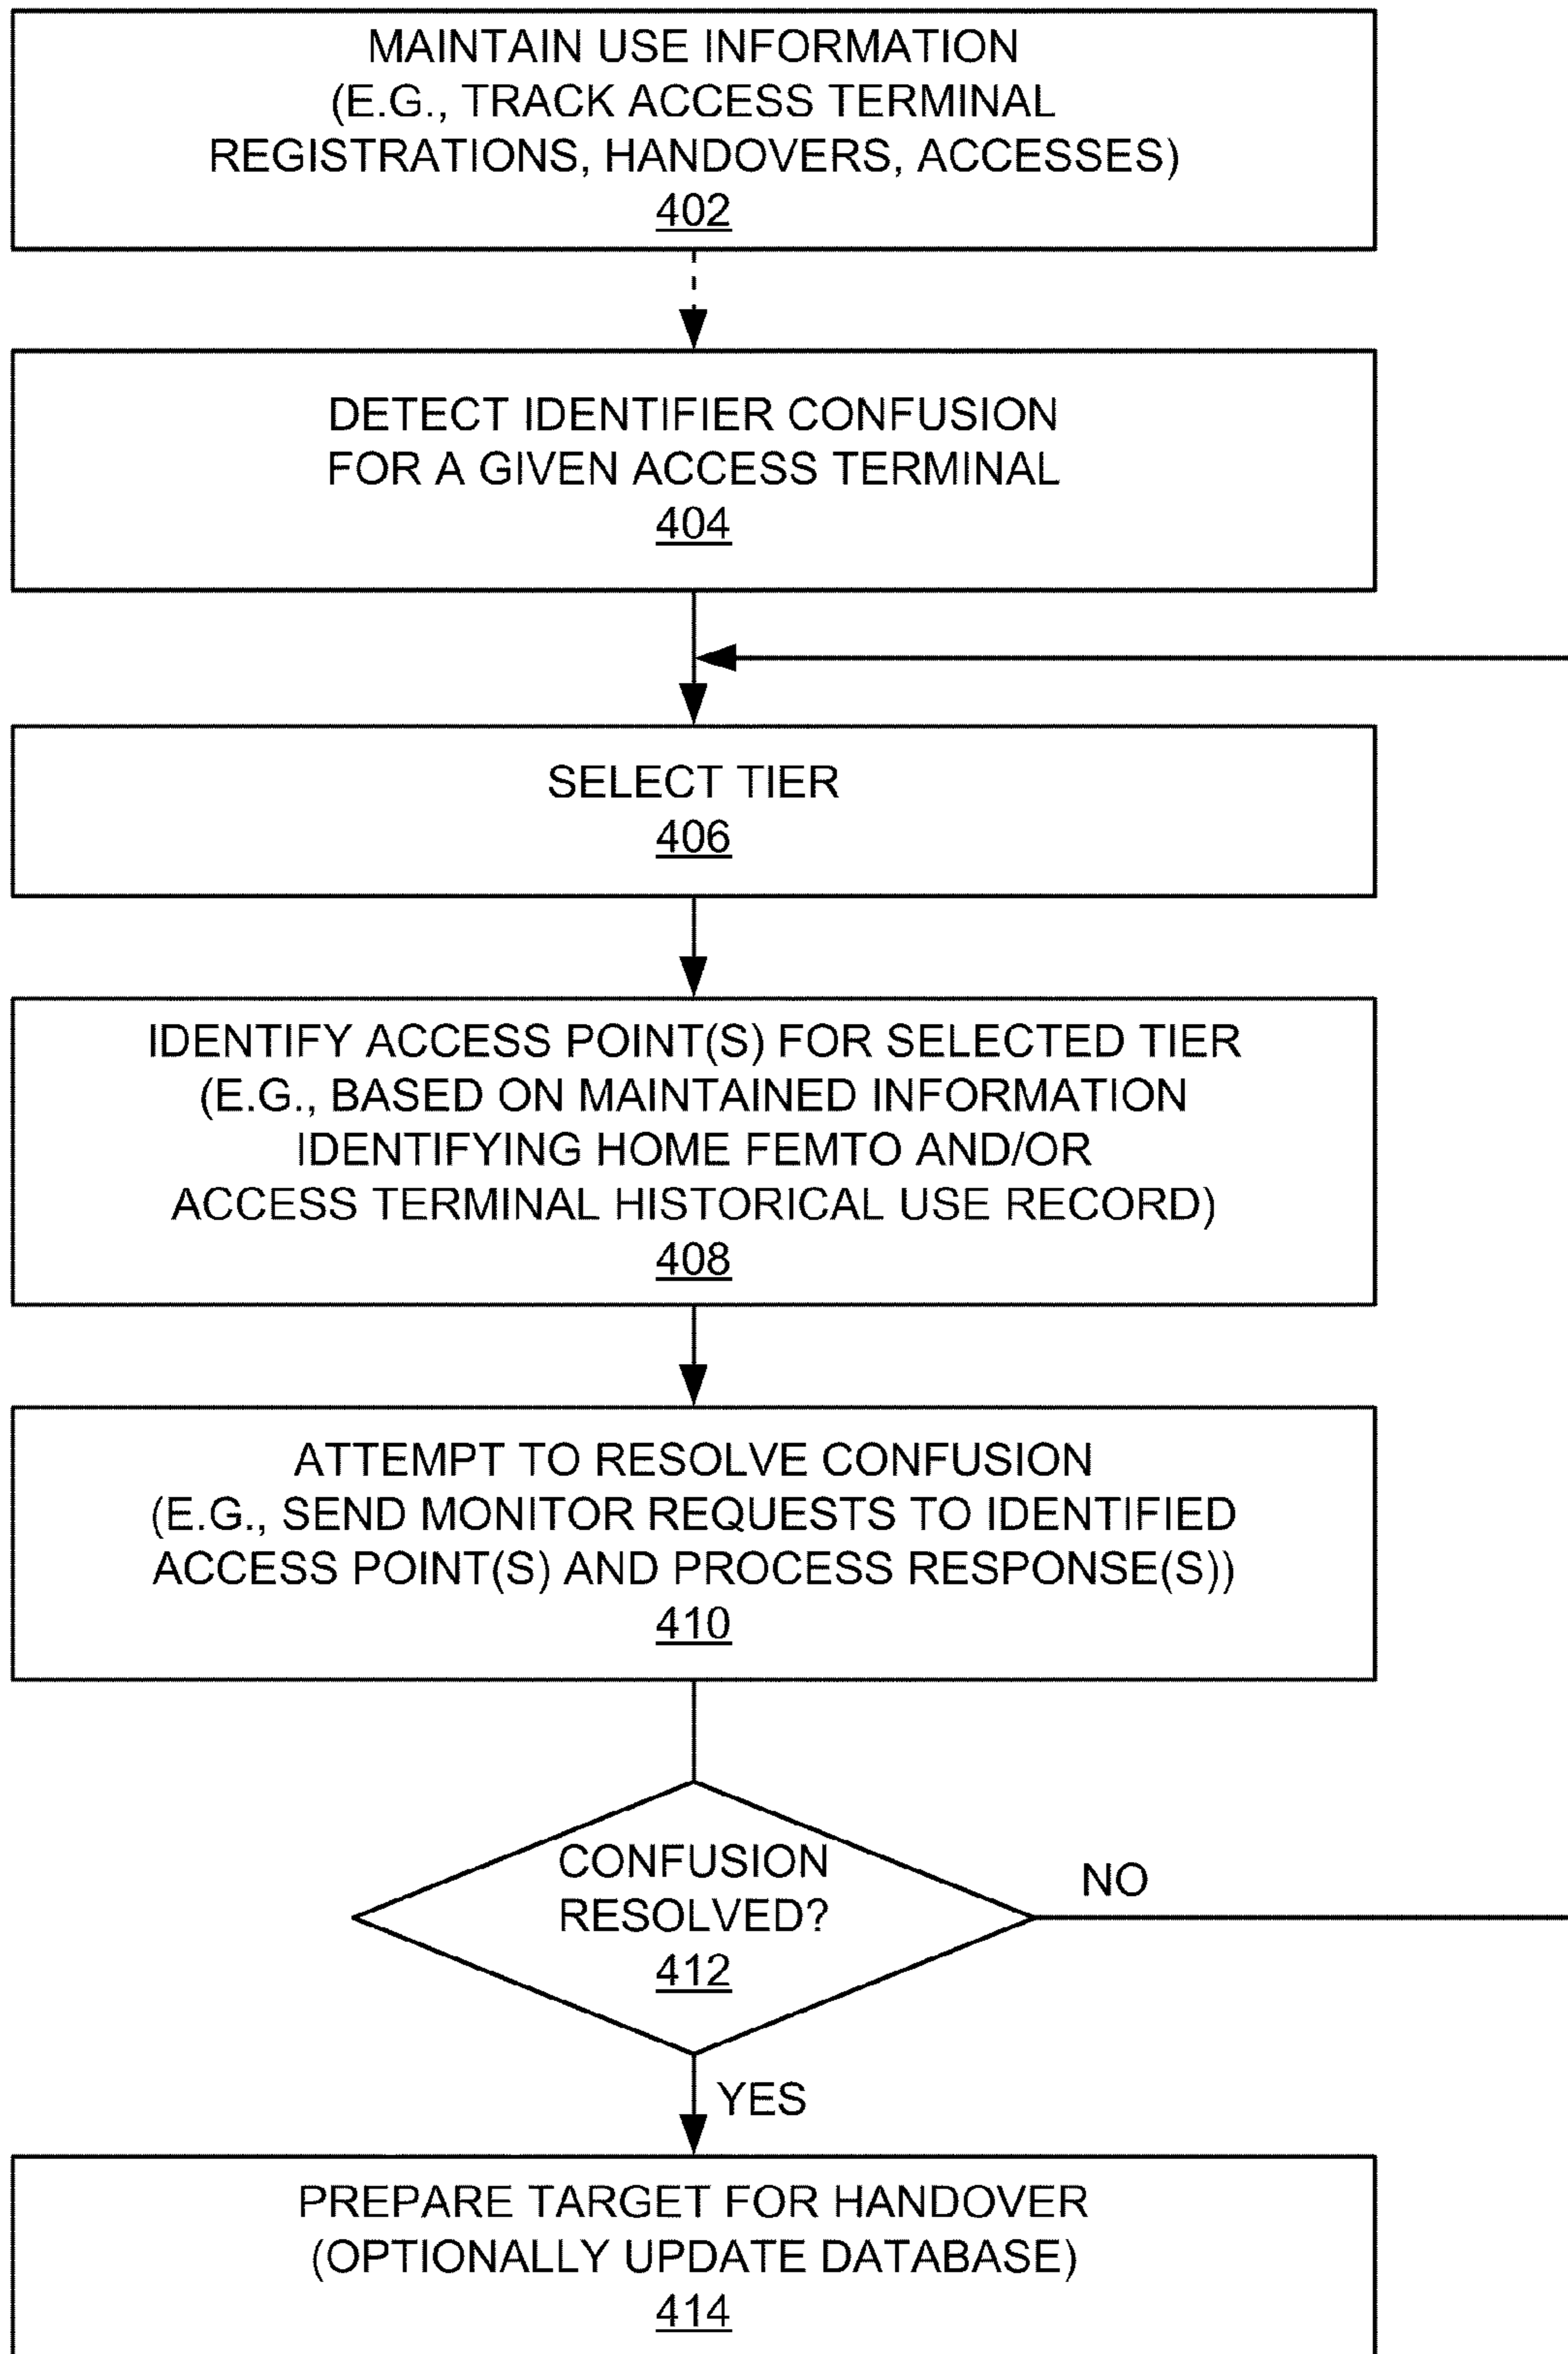 MAINTAIN USE INFORMATION
(E.G., TRACK ACCESS TERMINAL
REGISTRATIONS, HANDOVERS, ACCESSES)
402
DETECT IDENTIFIER CONFUSION
FOR A GIVEN ACCESS TERMINAL
404
SELECT TIER
406
IDENTIFY ACCESS POINT(S) FOR SELECTED TIER
(E.G., BASED ON MAINTAINED INFORMATION
IDENTIFYING HOME FEMTO AND/OR
ACCESS TERMINAL HISTORICAL USE RECORD)
408
ATTEMPT TO RESOLVE CONFUSION
(E.G., SEND MONITOR REQUESTS TO IDENTIFIED
ACCESS POINT(S) AND PROCESS RESPONSE(S))
410
CONFUSION
RESOLVED?
412
NO
YES
PREPARE TARGET FOR HANDOVER
(OPTIONALLY UPDATE DATABASE)
414